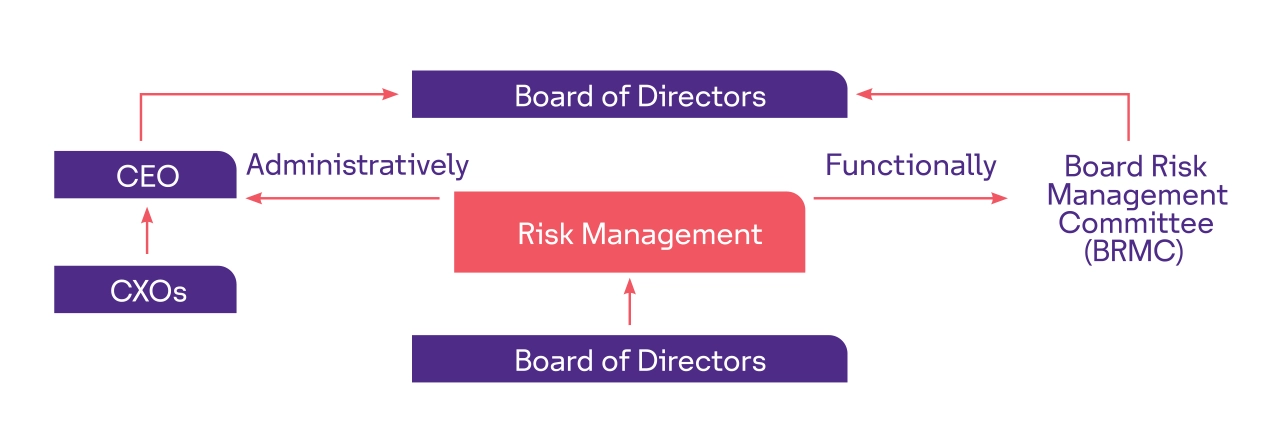 Board of Directors
CEO
Administratively
Functionally
Board Risk
Management
Committee
(BRMC)
Risk Management
CXOs
Board of Directors